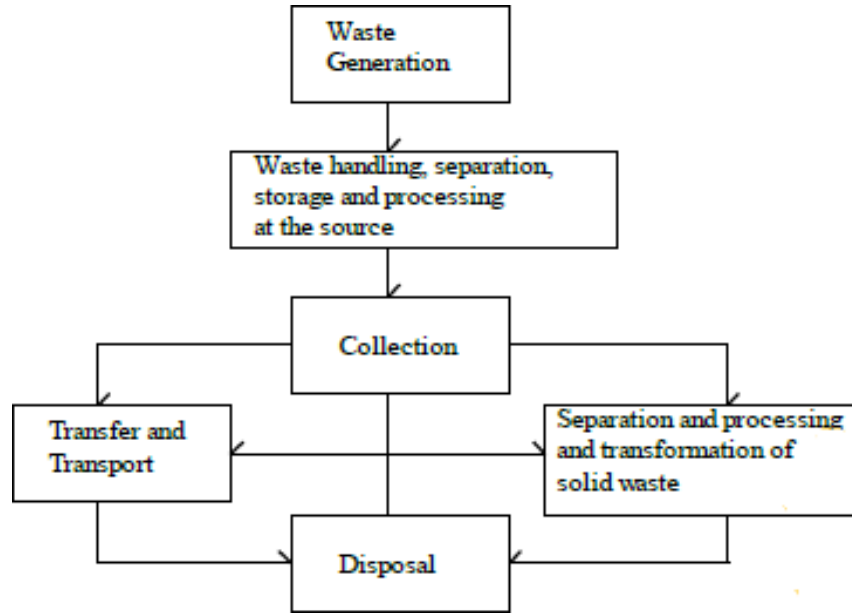 Waste
Generation
Waste handling, separation,
storage and processing
at the source
Collection
Transfer and
Transport
Separation and processing
and transformation of
solid waste
Disposal